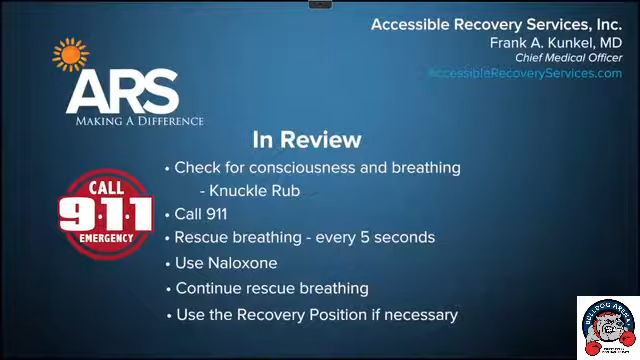 Accessible Recovery Services, Inc.
Frank A. Kunkel, MD
Chief Medical Officer
AccessibleRecoveryServices.com
ARS
MAKING A DIFFERENCE
In Review
• Check for consciousness and breathing
- Knuckle Rub
CALL
9·1·1
EMERGENCY
• Call 911
• Rescue breathing - every 5 seconds
• Use Naloxone
• Continue rescue breathing
• Use the Recovery Position if necessary
BULLDOG ARENA